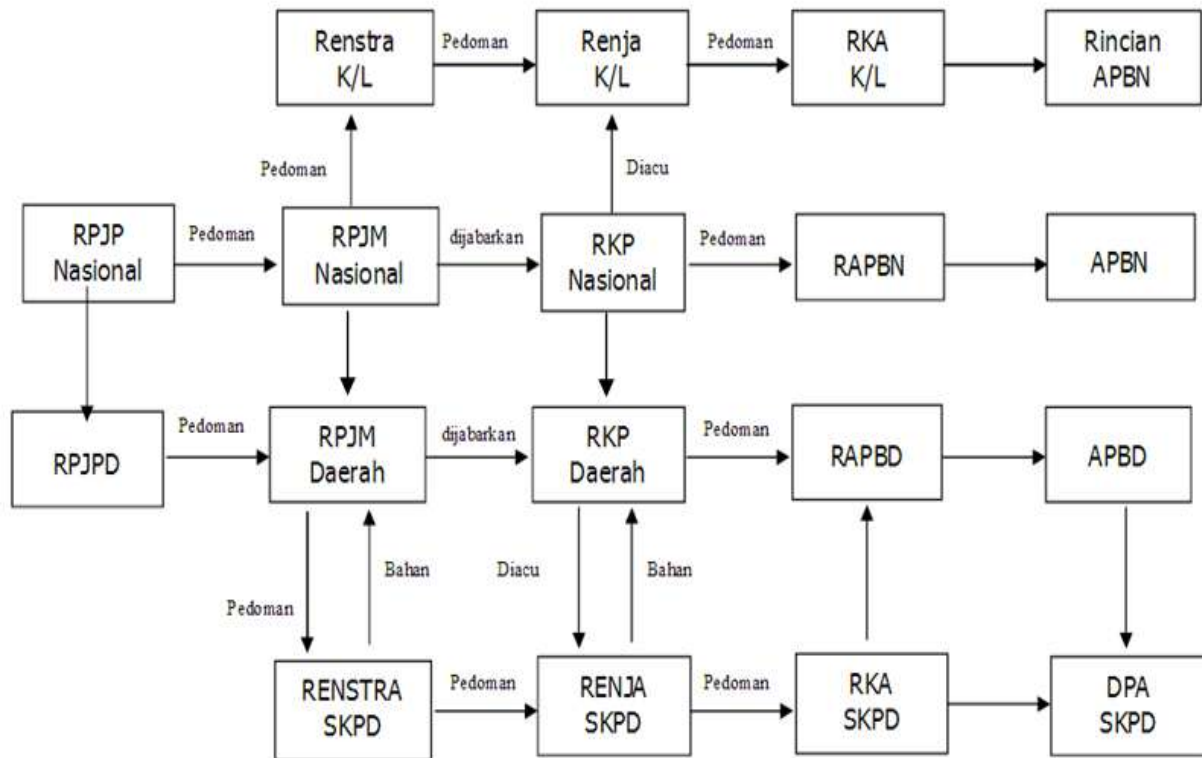 Renstra
K/L
Pedoman
Renja
K/L
Pedoman
RKA
K/L
Rincian
APBN
Pedoman
Diacu
RPJP
Nasional
Pedoman
RPJM
Nasional
dijabarkan
RKP
Nasional
Pedoman
RAPBN
APBN
RPJPD
Pedoman
RPJM
Daerah
dijabarkan
RKP
Daerah
Pedoman
RAPBD
APBD
Pedoman
Bahan
Diacu
Bahan
RENSTRA
SKPD
Pedoman
RENJA
SKPD
Pedoman
RKA
SKPD
DPA
SKPD